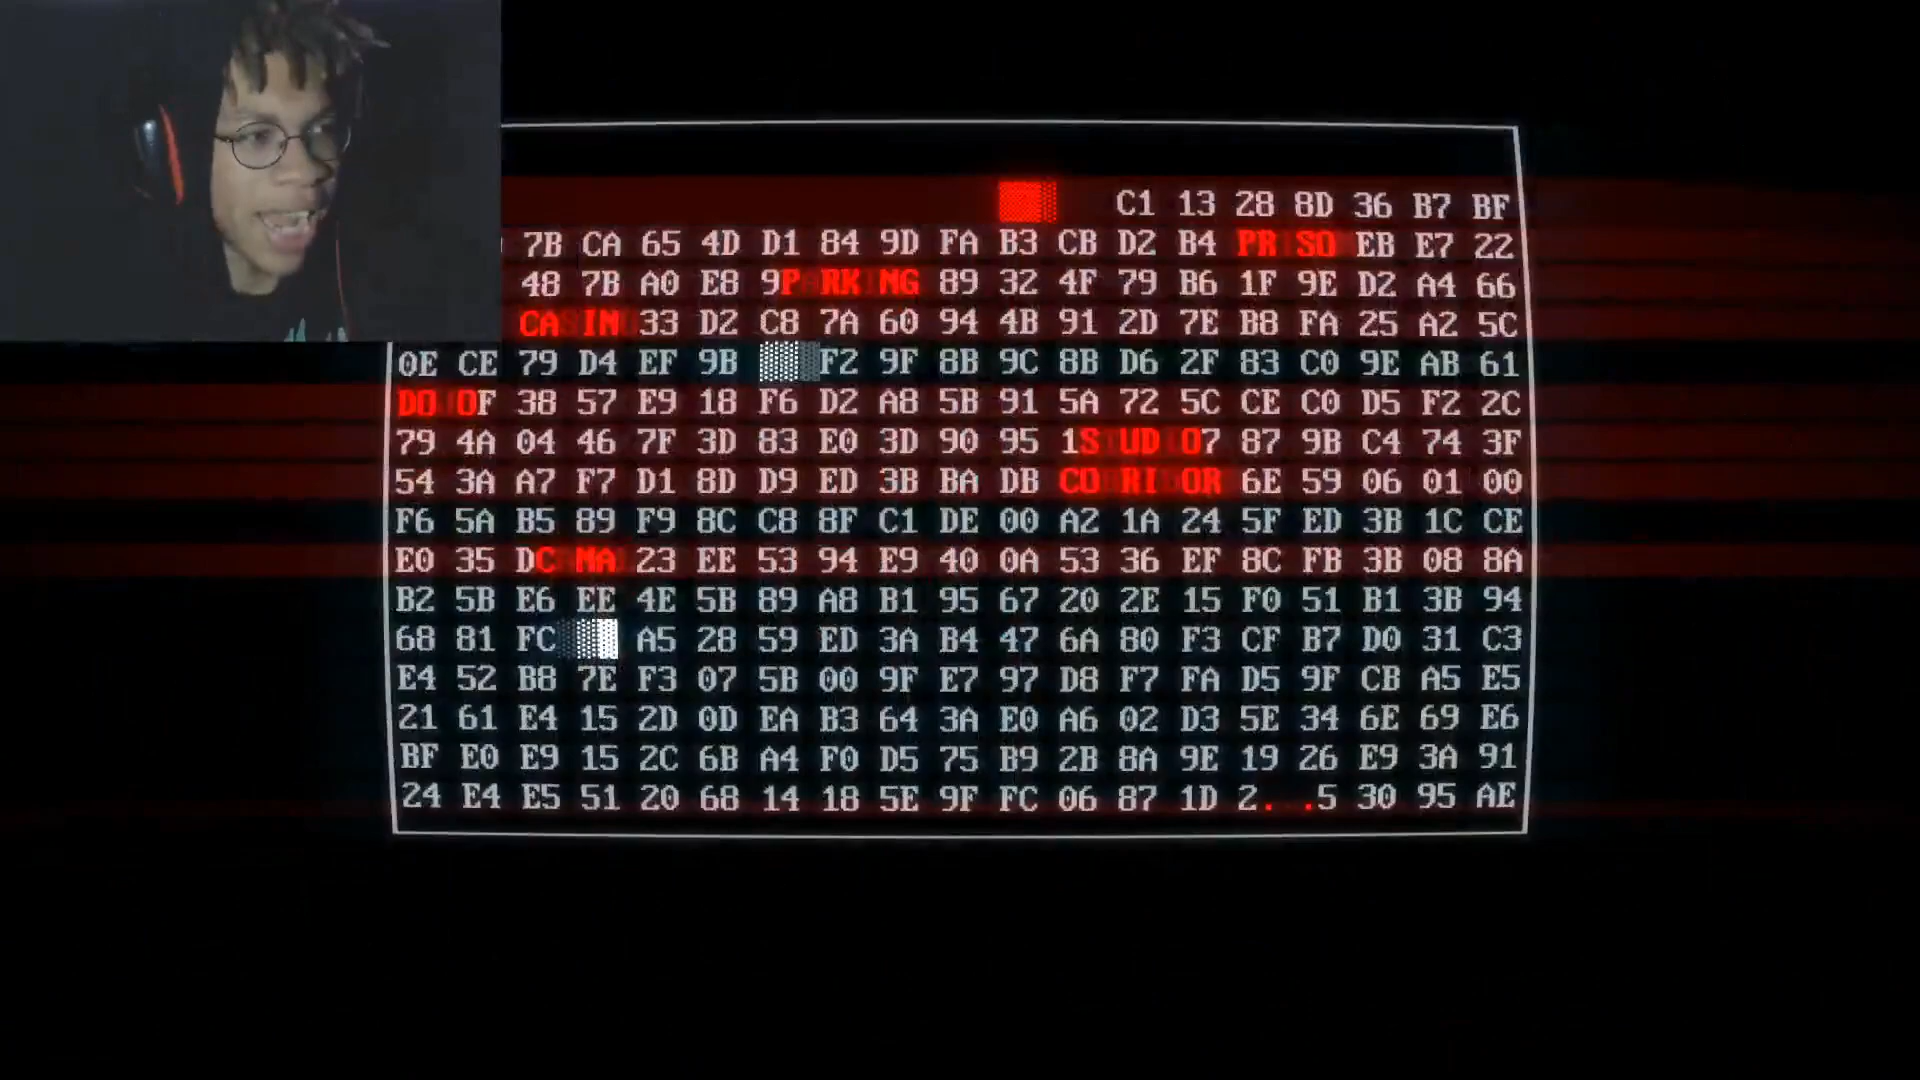 C1 13 28 8D 36 B7 BF
7B CA 65 4D D1 84 9D FA B3 CB D2 B4 PRISO EB E7 22
48 7B A0 E8 9PARKING 89 32 4F 79 B6 1F 9E D2 A4 66
CASINO 33 D2 C8 7A 60 94 4B 91 2D 7E B8 FA 25 A2 5C
0E CE 79 D4 EF 9B F2 9F 8B 9C 8B D6 2F 83 C0 9E AB 61
DO OF 38 57 E9 18 F6 D2 A8 5B 91 5A 72 5C CE C0 D5 F2 2C
79 4A 04 46 7F 3D 83 E0 3D 90 95 1STUDIO7 87 9B C4 74 3F
54 3A A7 F7 D1 8D D9 ED 3B BA DB CORRIDOR 6E 59 06 01 00
F6 5A B5 89 F9 8C C8 8F C1 DE 00 A2 1A 24 5F ED 3B 1C CE
E0 35 DC MA 23 EE 53 94 E9 40 0A 53 36 EF 8C FB 3B 08 8A
B2 5B E6 EE 4E 5B 89 A8 B1 95 67 20 2E 15 F0 51 B1 3B 94
68 81 FC A5 28 59 ED 3A B4 47 6A 80 F3 CF B7 D0 31 C3
E4 52 B8 7E F3 07 5B 00 9F E7 97 D8 F7 FA D5 9F CB A5 E5
21 61 E4 15 2D 0D EA B3 64 3A E0 A6 02 D3 5E 34 6E 69 E6
BF E0 E9 15 2C 6B A4 F0 D5 75 B9 2B 8A 9E 19 26 E9 3A 91
24 E4 E5 51 20 68 14 18 5E 9F FC 06 87 1D 2. .5 30 95 AE